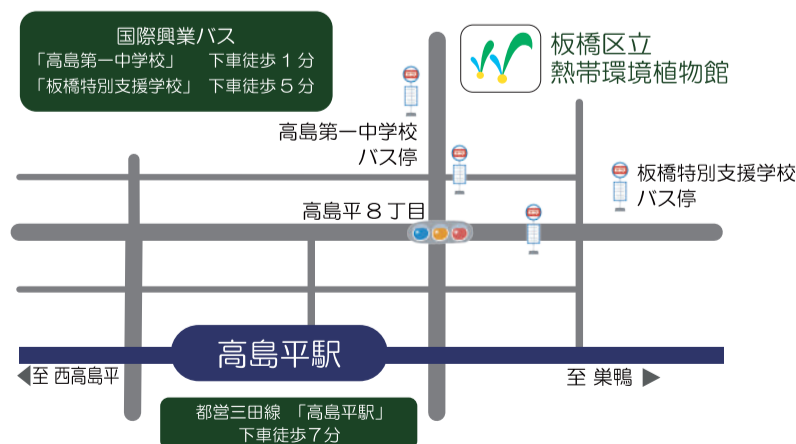 国際興業バス
「高島第一中学校」 下車徒歩1分
「板橋特別支援学校」 下車徒歩5分
板橋区立
熱帯環境植物館
高島第一中学校
バス停
板橋特別支援学校
バス停
高島平8丁目
高島平駅
至 西高島平
至 巣鴨
都営三田線 「高島平駅」
下車徒歩7分